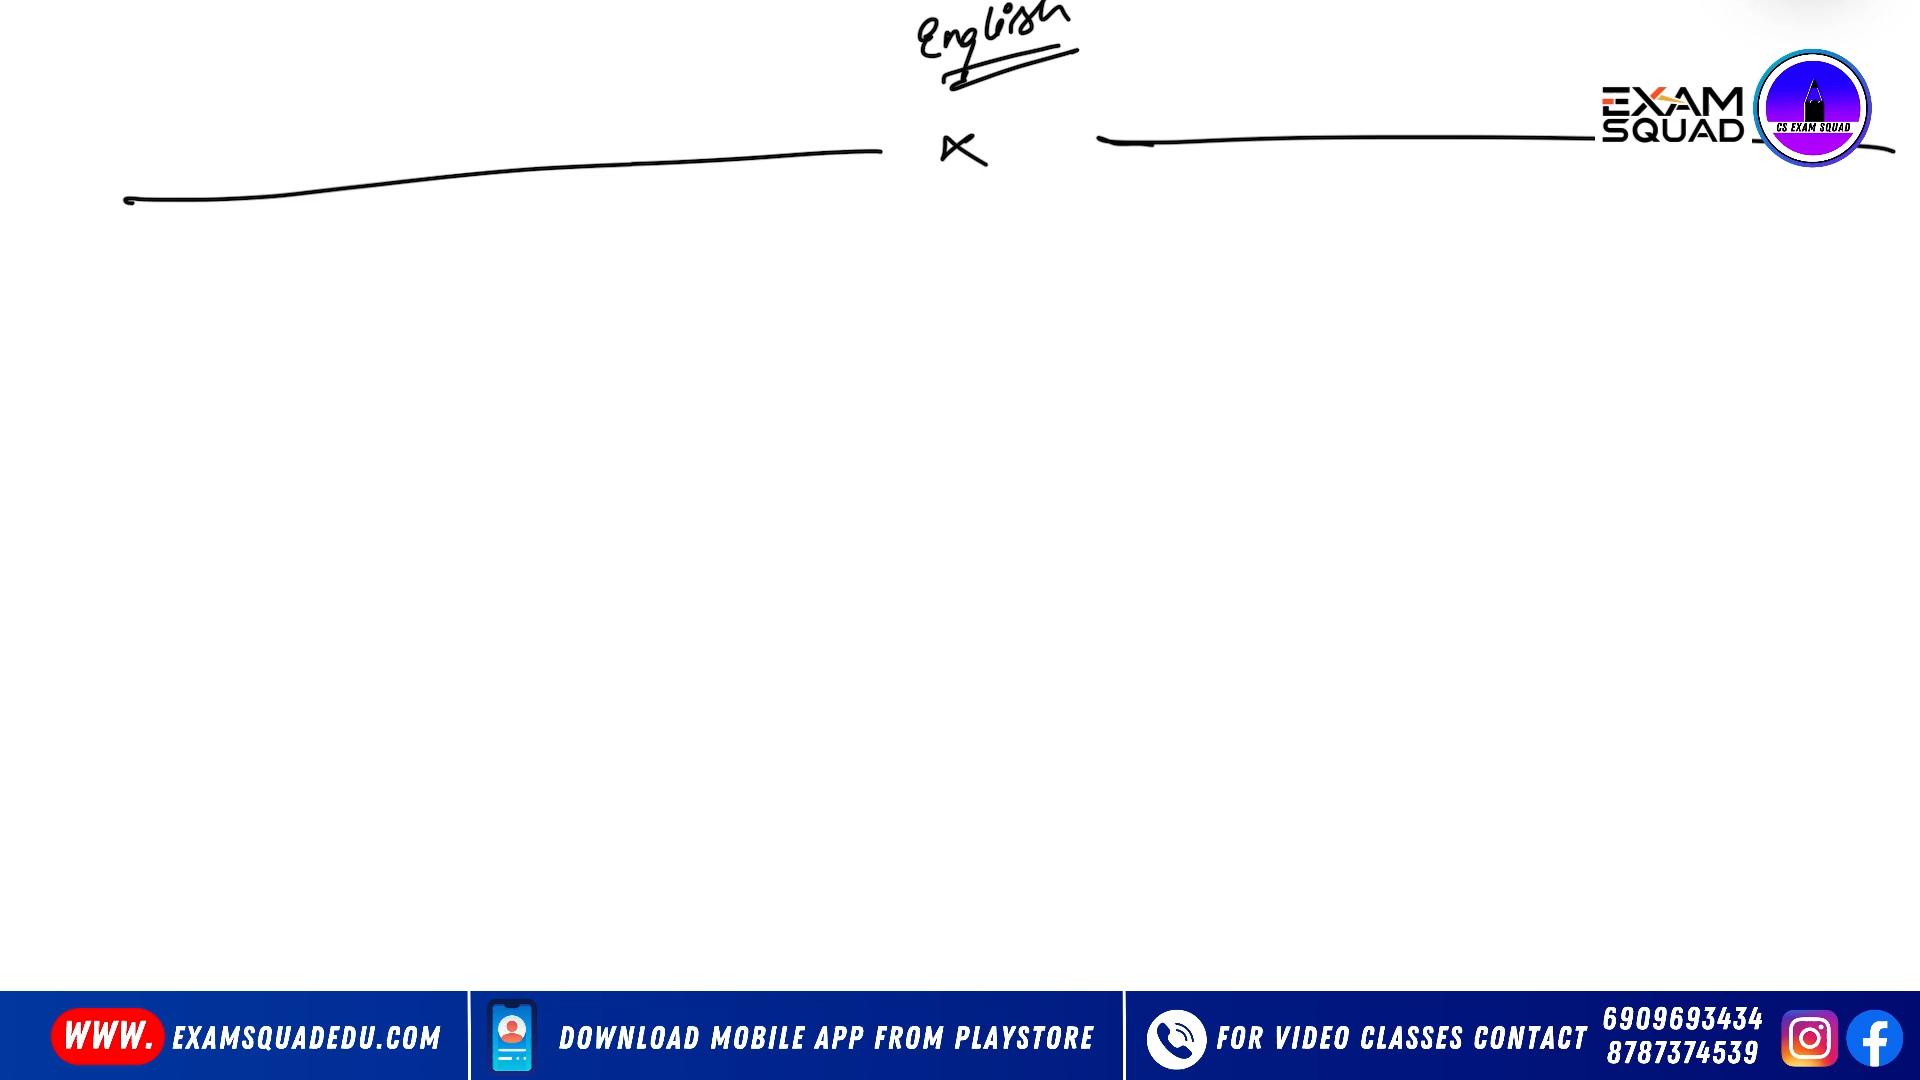 English
x
EXAM
SQUAD
CS EXAM SQUAD
WWW. EXAMSQUADEDU.COM
DOWNLOAD MOBILE APP FROM PLAYSTORE
FOR VIDEO CLASSES CONTACT
6909693434
8787374539